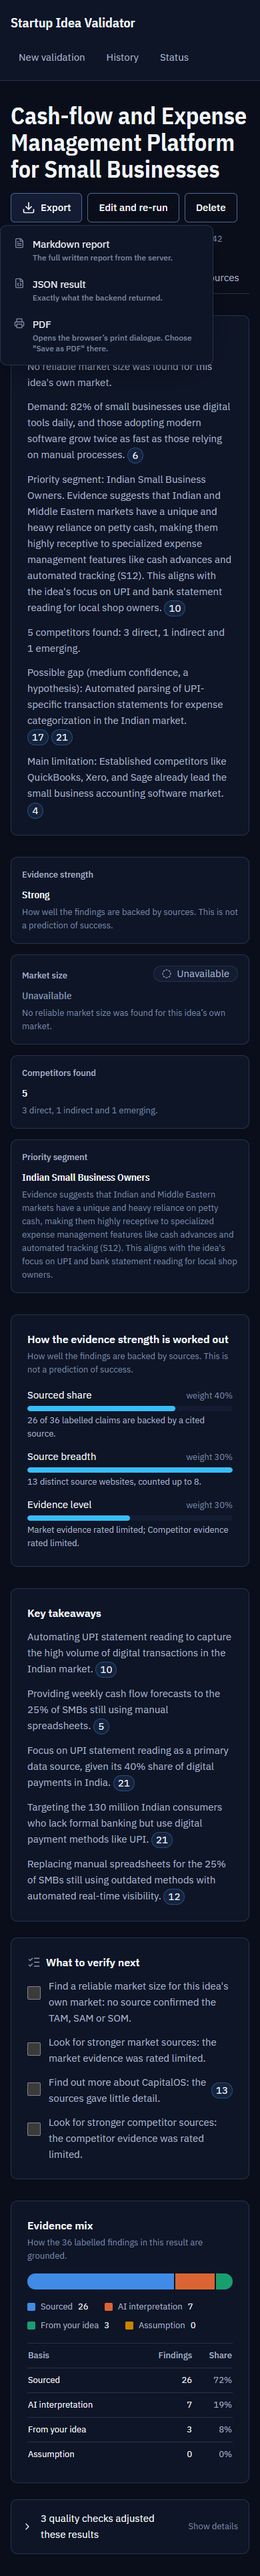 Startup Idea Validator
New validation History Status
Cash-flow and Expense
Management Platform
for Small Businesses
Export Edit and re-run Delete
42
Markdown report
The full written report from the server.
JSON result
Exactly what the backend returned.
PDF
Opens the browser's print dialogue. Choose
"Save as PDF" there.
ources
No reliable market size was found for this
idea's own market.
Demand: 82% of small businesses use digital
tools daily, and those adopting modern
software grow twice as fast as those relying
on manual processes. 6
Priority segment: Indian Small Business
Owners. Evidence suggests that Indian and
Middle Eastern markets have a unique and
heavy reliance on petty cash, making them
highly receptive to specialized expense
management features like cash advances and
automated tracking (S12). This aligns with
the idea's focus on UPI and bank statement
reading for local shop owners. 10
5 competitors found: 3 direct, 1 indirect and
1 emerging.
Possible gap (medium confidence, a
hypothesis): Automated parsing of UPI-
specific transaction statements for expense
categorization in the Indian market.
17 21
Main limitation: Established competitors like
QuickBooks, Xero, and Sage already lead the
small business accounting software market.
4
Evidence strength
Strong
How well the findings are backed by sources. This is not
a prediction of success.
Market size Unavailable
Unavailable
No reliable market size was found for this idea's own
market.
Competitors found
5
3 direct, 1 indirect and 1 emerging.
Priority segment
Indian Small Business Owners
Evidence suggests that Indian and Middle Eastern
markets have a unique and heavy reliance on petty
cash, making them highly receptive to specialized
expense management features like cash advances and
automated tracking (S12). This aligns with the idea's
focus on UPI and bank statement reading for local shop
owners.
How the evidence strength is worked out
How well the findings are backed by sources. This is
not a prediction of success.
Sourced share weight 40%
26 of 36 labelled claims are backed by a cited
source.
Source breadth weight 30%
13 distinct source websites, counted up to 8.
Evidence level weight 30%
Market evidence rated limited; Competitor evidence
rated limited.
Key takeaways
Automating UPI statement reading to capture
the high volume of digital transactions in the
Indian market. 10
Providing weekly cash flow forecasts to the
25% of SMBs still using manual
spreadsheets. 5
Focus on UPI statement reading as a primary
data source, given its 40% share of digital
payments in India. 21
Targeting the 130 million Indian consumers
who lack formal banking but use digital
payment methods like UPI. 21
Replacing manual spreadsheets for the 25%
of SMBs still using outdated methods with
automated real-time visibility. 12
What to verify next
Find a reliable market size for this idea's
own market: no source confirmed the
TAM, SAM or SOM.
Look for stronger market sources: the
market evidence was rated limited.
Find out more about CapitalOS: the
sources gave little detail. 13
Look for stronger competitor sources:
the competitor evidence was rated
limited.
Evidence mix
How the 36 labelled findings in this result are
grounded.
Sourced 26 AI interpretation 7
From your idea 3 Assumption 0
Basis Findings Share
Sourced 26 72%
AI interpretation 7 19%
From your idea 3 8%
Assumption 0 0%
3 quality checks adjusted
these results
Show details